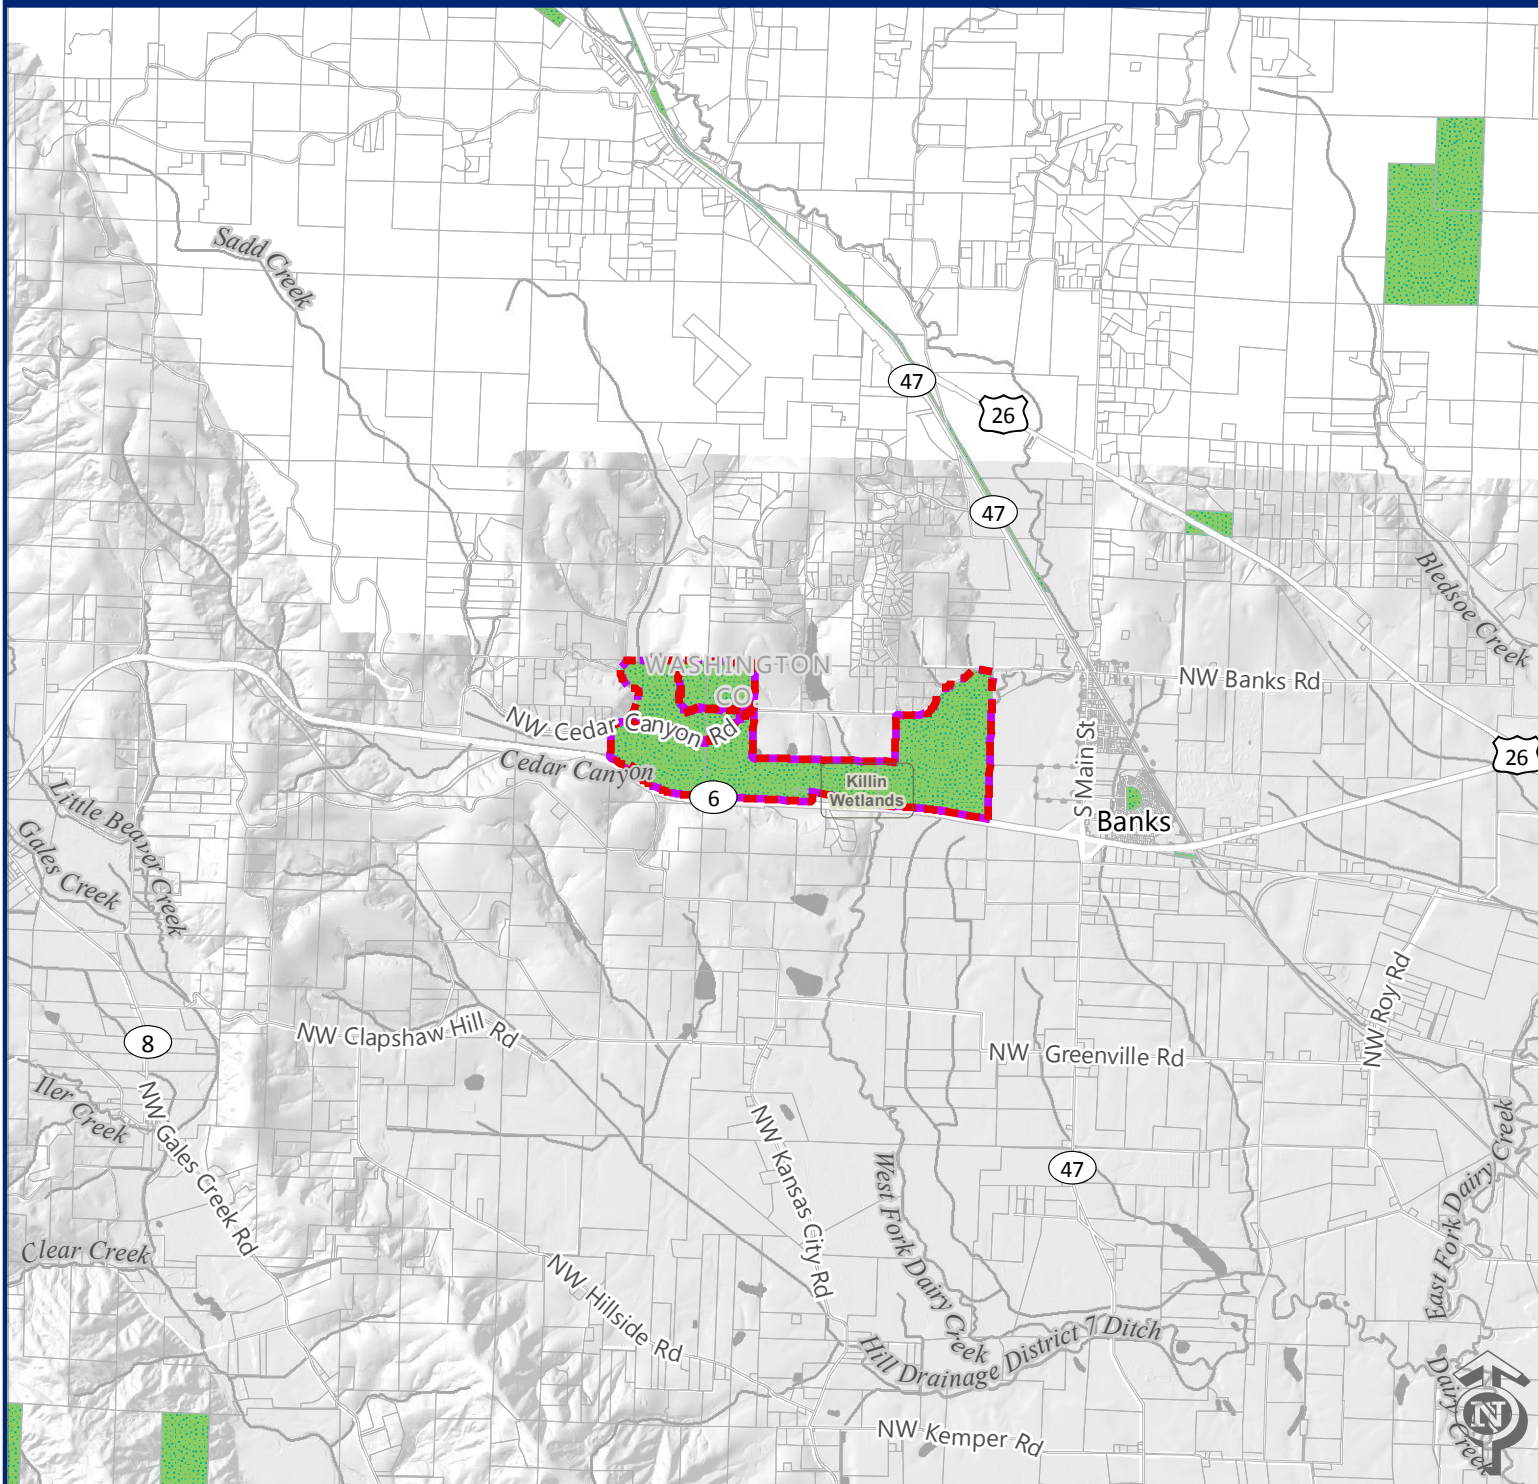 Sadd Creek
47
26
47
Bledsoe Creek
WASHINGTON
CO
NW Banks Rd
NW Cedar Canyon Rd
S Main St
26
Cedar Canyon
Killin
Wetlands
6
Banks
Little Beaver Creek
Gales Creek
NW Roy Rd
NW Clapshaw Hill Rd
8
NW Greenville Rd
Iler Creek
NW Gales Creek Rd
NW Kansas City Rd
West Fork Dairy Creek
47
East Fork Dairy Creek
Clear Creek
NW Hillside Rd
Hill Drainage District 7 Ditch
Dairy Creek
N
NW Kemper Rd